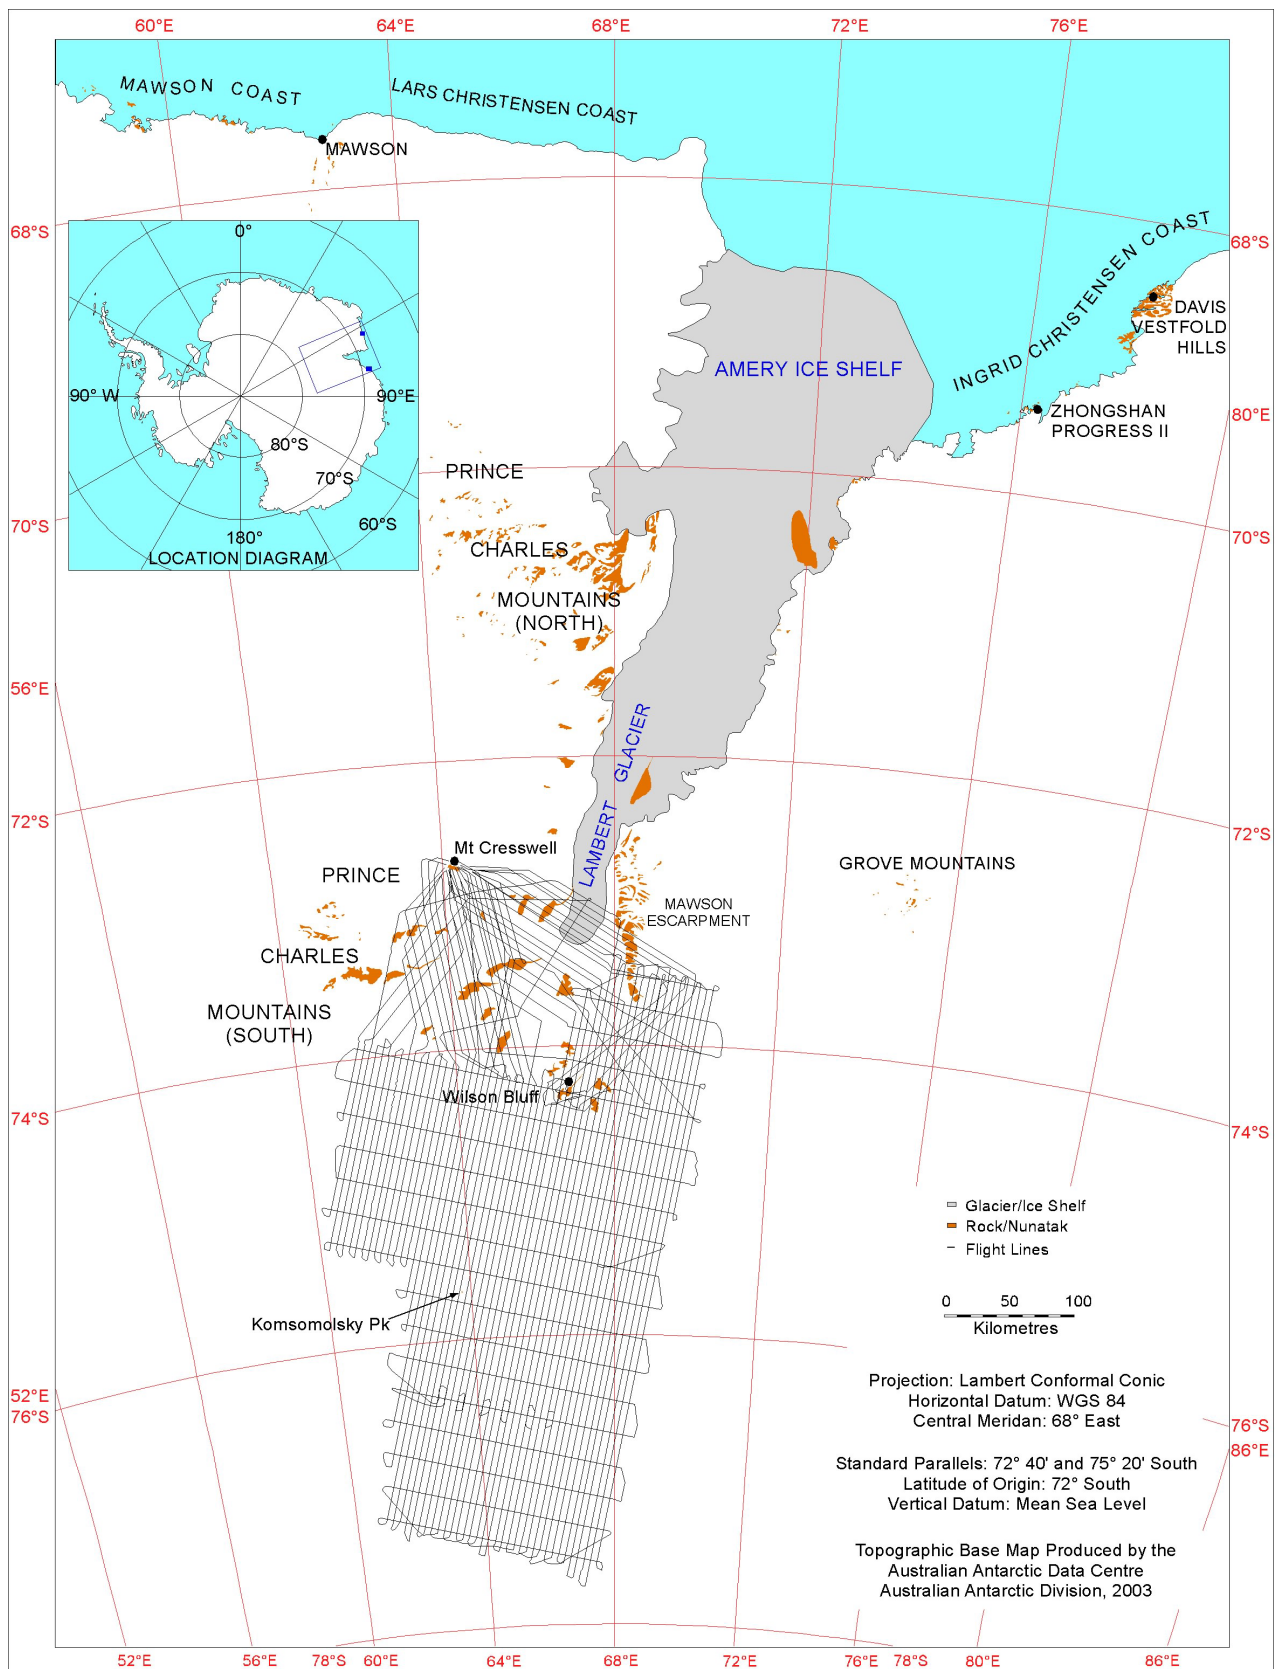 60°E
64°E
68°E
72°E
76°E
MAWSON COAST
LARS CHRISTENSEN COAST
MAWSON
68°S
68°S
INGRID CHRISTENSEN COAST
0°
90° W
90°E
80°S
70°S
60°S
180°
LOCATION DIAGRAM
DAVIS
VESTFOLD
HILLS
AMERY ICE SHELF
ZHONGSHAN
PROGRESS II
80°E
PRINCE
CHARLES
MOUNTAINS
(NORTH)
70°S
70°S
56°E
LAMBERT GLACIER
72°S
72°S
Mt Cresswell
GROVE MOUNTAINS
PRINCE
CHARLES
MOUNTAINS
(SOUTH)
MAWSON
ESCARPMENT
Wilson Bluff
74°S
74°S
Glacier/Ice Shelf
Rock/Nunatak
Flight Lines
0 50 100
Kilometres
Komsomolsky Pk
Projection: Lambert Conformal Conic
Horizontal Datum: WGS 84
Central Meridan: 68° East
52°E
76°S
76°S
86°E
Standard Parallels: 72° 40' and 75° 20' South
Latitude of Origin: 72° South
Vertical Datum: Mean Sea Level
Topographic Base Map Produced by the
Australian Antarctic Data Centre
Australian Antarctic Division, 2003
52°E
56°E
78°S
60°E
64°E
68°E
72°E
76°E
78°S
80°E
86°E